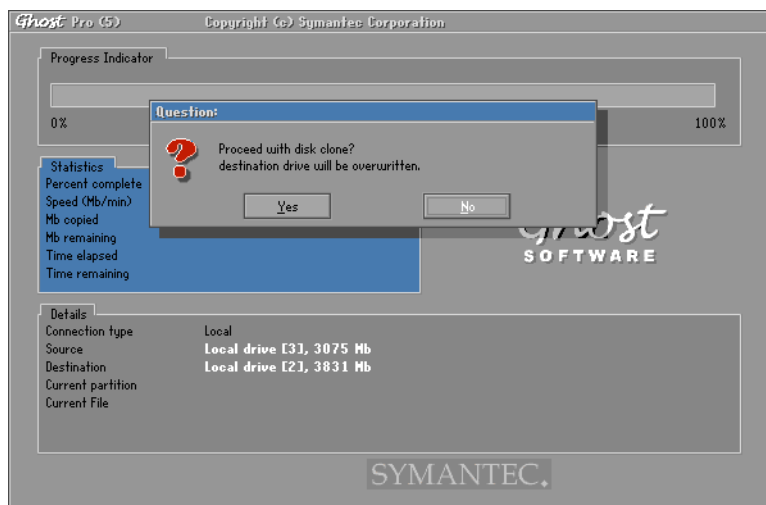 Ghost Pro (5) Copyright (c) Symantec Corporation
Progress Indicator
0% 100%
Question:
Proceed with disk clone?
destination drive will be overwritten.
Yes No
Statistics
Percent complete
Speed (Mb/min)
Mb copied
Mb remaining
Time elapsed
Time remaining
Ghost
SOFTWARE
Details
Connection type Local
Source Local drive [3], 3075 Mb
Destination Local drive [2], 3831 Mb
Current partition
Current File
SYMANTEC.